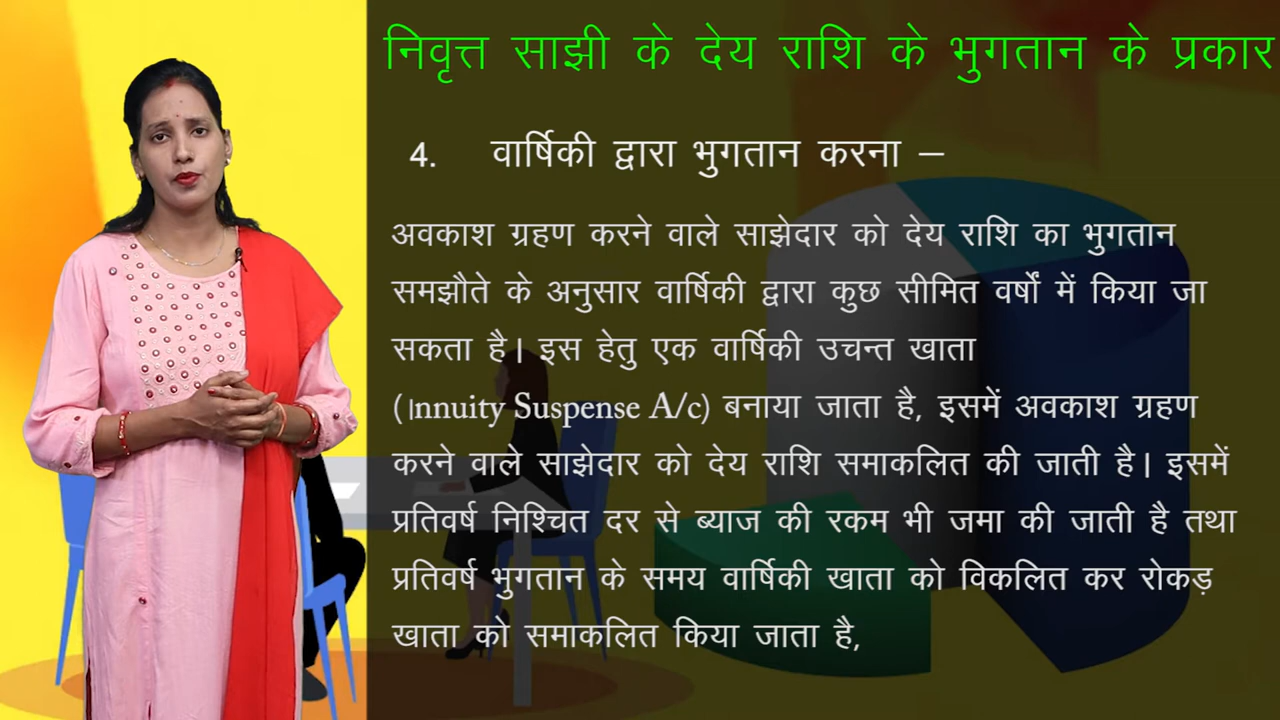 निवृत्त साझी के देय राशि के भुगतान के प्रकार
4. वार्षिकी द्वारा भुगतान करना –
अवकाश ग्रहण करने वाले साझेदार को देय राशि का भुगतान
समझौते के अनुसार वार्षिकी द्वारा कुछ सीमित वर्षों में किया जा
सकता है। इस हेतु एक वार्षिकी उचन्त खाता
(।nnuity Suspense A/c) बनाया जाता है, इसमें अवकाश ग्रहण
करने वाले साझेदार को देय राशि समाकलित की जाती है। इसमें
प्रतिवर्ष निश्चित दर से ब्याज की रकम भी जमा की जाती है तथा
प्रतिवर्ष भुगतान के समय वार्षिकी खाता को विकलित कर रोकड़
खाता को समाकलित किया जाता है,